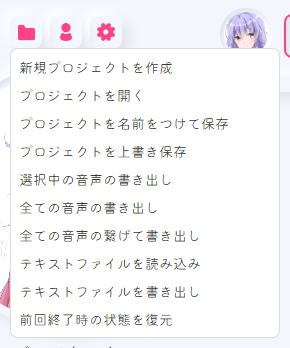 新規プロジェクトを作成
プロジェクトを開く
プロジェクトを名前をつけて保存
プロジェクトを上書き保存
選択中の音声の書き出し
全ての音声の書き出し
全ての音声の繋げて書き出し
テキストファイルを読み込み
テキストファイルを書き出し
前回終了時の状態を復元